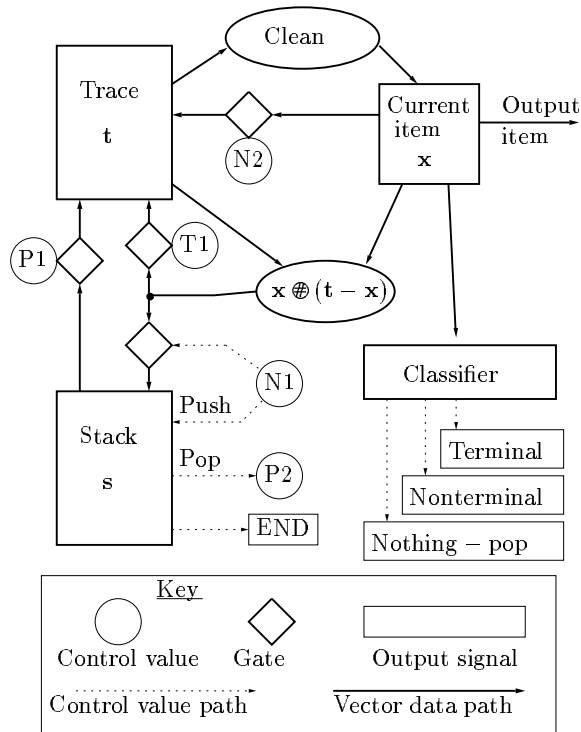 Clean
Trace
t
Current
item
x
Output
item
N2
P1
T1
x ⊛ (t − x)
N1
Push
Stack
s
Pop
P2
END
Classifier
Terminal
Nonterminal
Nothing − pop
Key
Control value
Gate
Output signal
Control value path
Vector data path